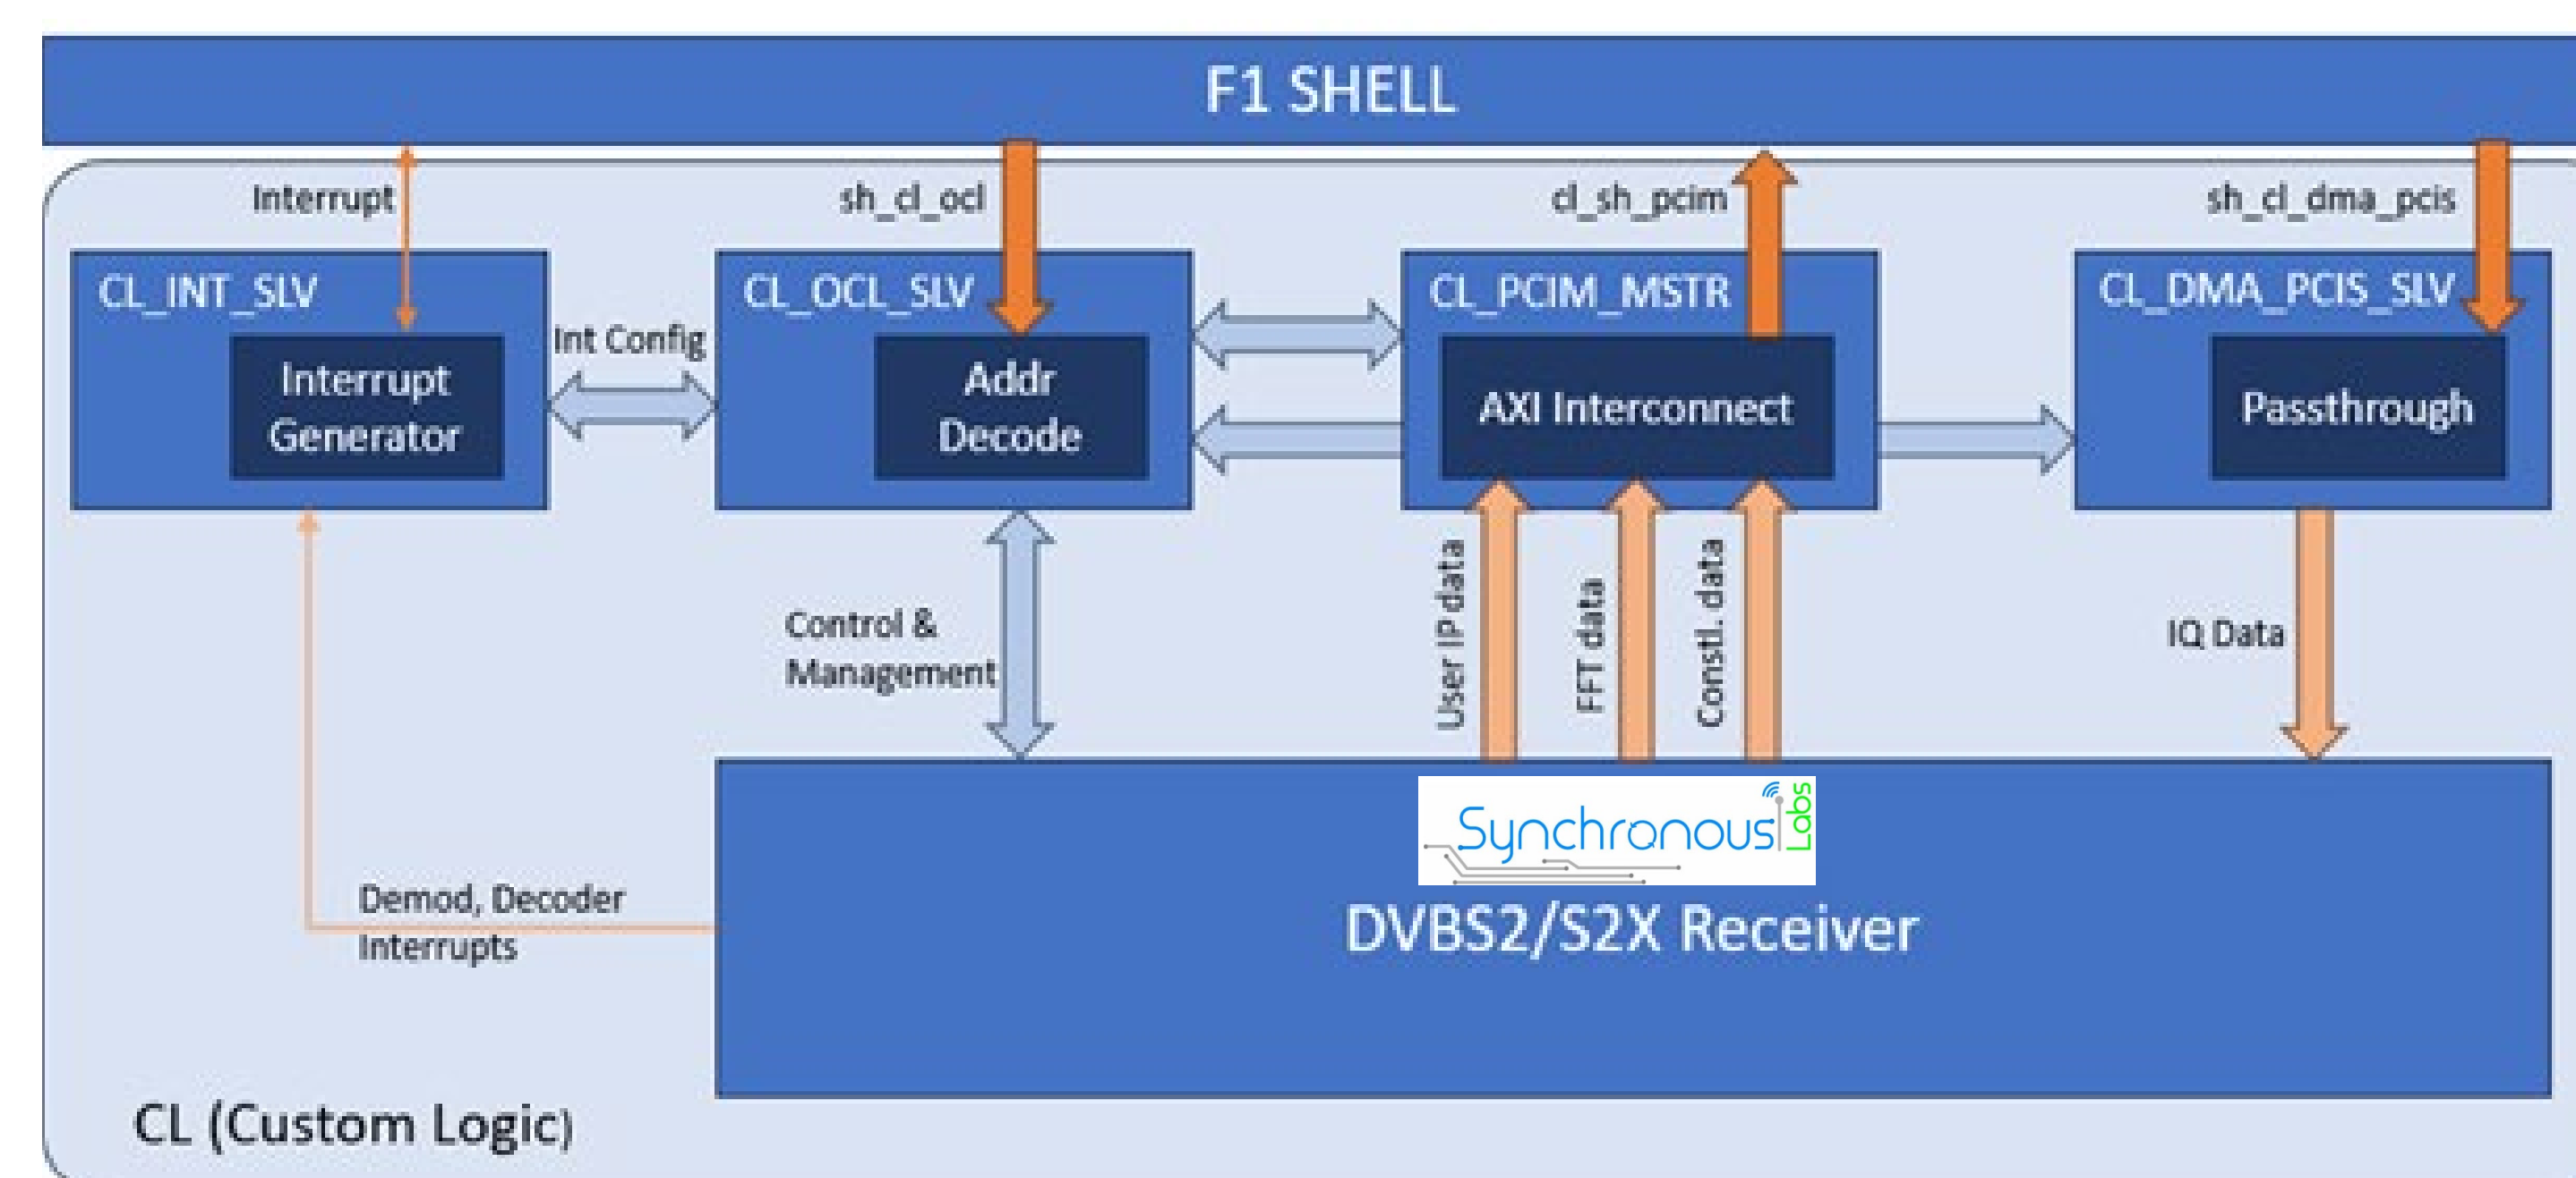 F1 SHELL
Interrupt
sh_cl_ocl
cl_sh_pcim
sh_cl_dma_pcis
CL_INT_SLV
Interrupt
Generator
Int Config
CL_OCL_SLV
Addr
Decode
CL_PCIM_MSTR
AXI Interconnect
CL_DMA_PCIS_SLV
Passthrough
Control &
Management
User IP data
FFT data
Constl. data
IQ Data
Demod, Decoder
Interrupts
Synchronous
Labs
DVBS2/S2X Receiver
CL (Custom Logic)